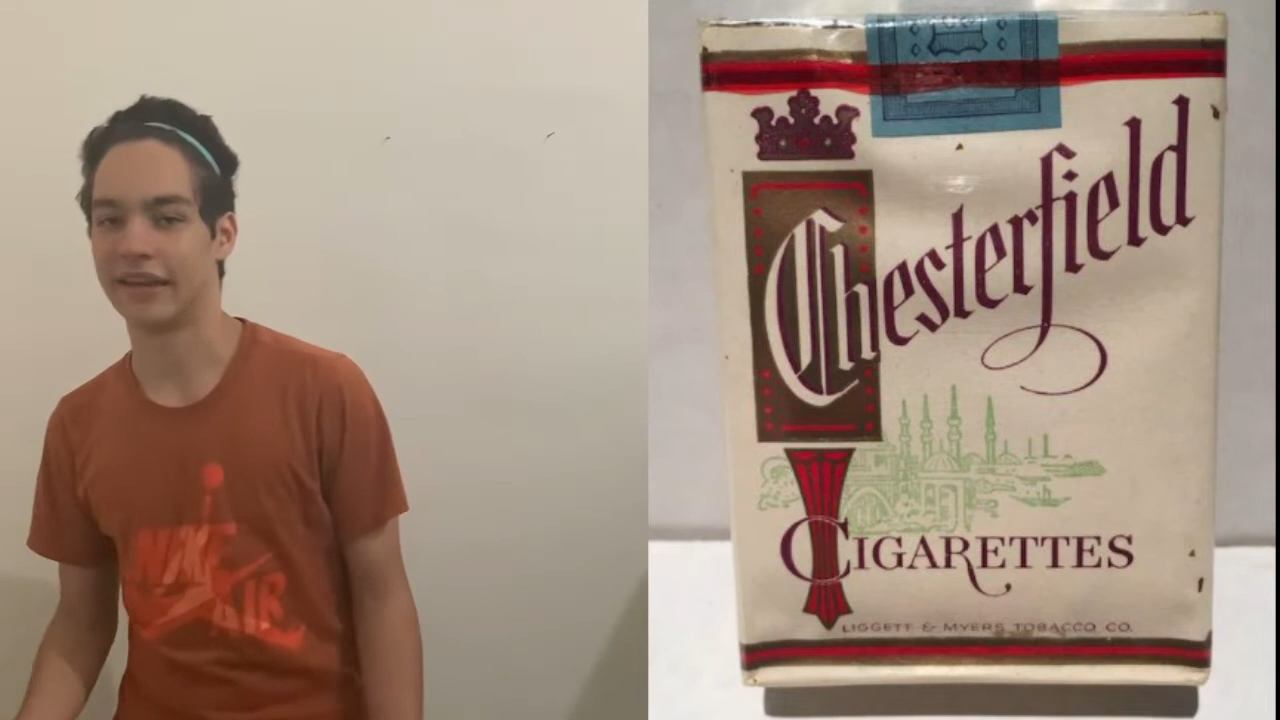 NIKE
AIR
Chesterfield
CIGARETTES
LIGGETT & MYERS TOBACCO CO.